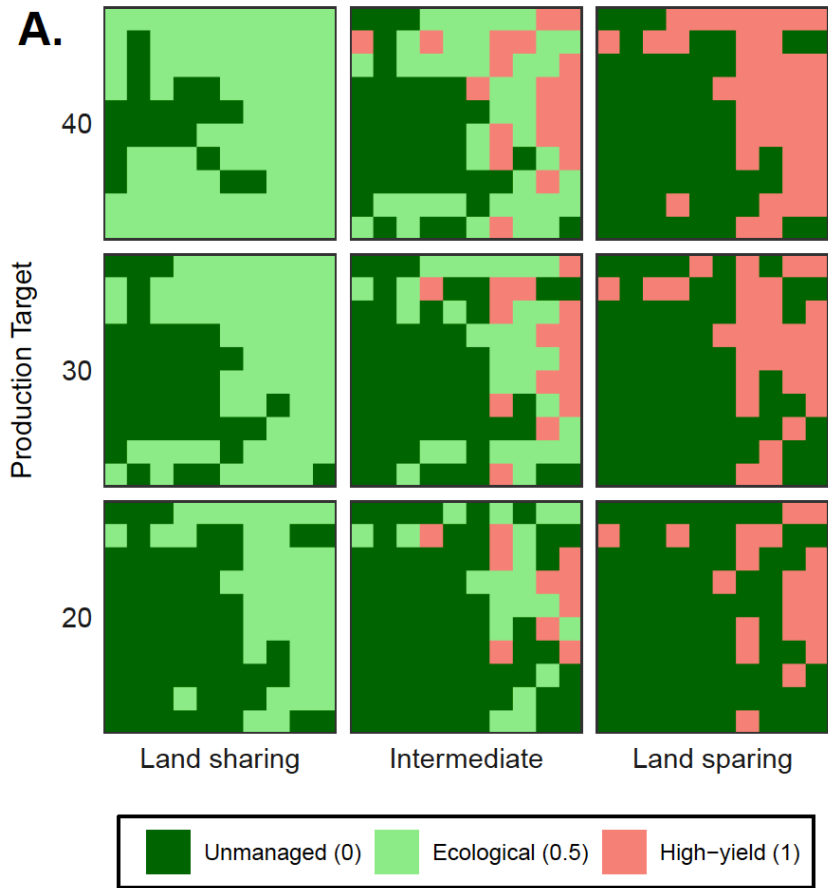 A.
40
30
20
Production Target
Land sharing Intermediate Land sparing
Unmanaged (0) Ecological (0.5) High−yield (1)